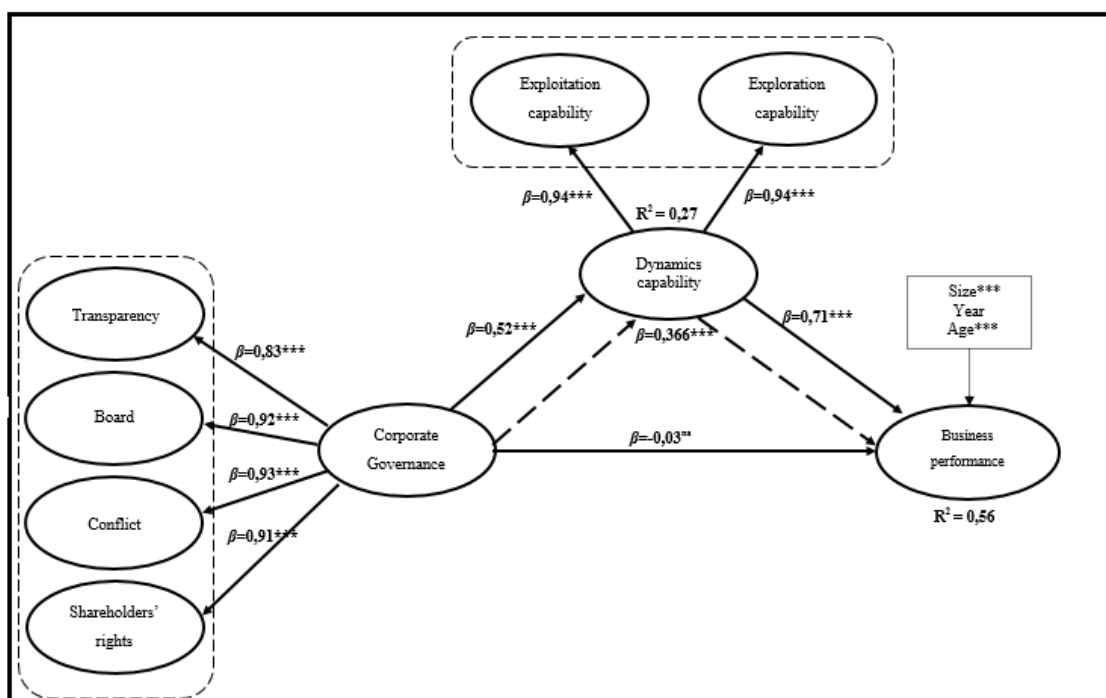 Exploitation
capability
Exploration
capability
β=0,94***
β=0,94***
R² = 0,27
Dynamics
capability
Transparency
Size***
Year
Age***
β=0,52***
β=0,366***
β=0,71***
β=0,83***
Board
β=0,92***
Corporate
Governance
β=-0,03ⁿˢ
Business
performance
β=0,93***
Conflict
β=0,91***
R² = 0,56
Shareholders’
rights